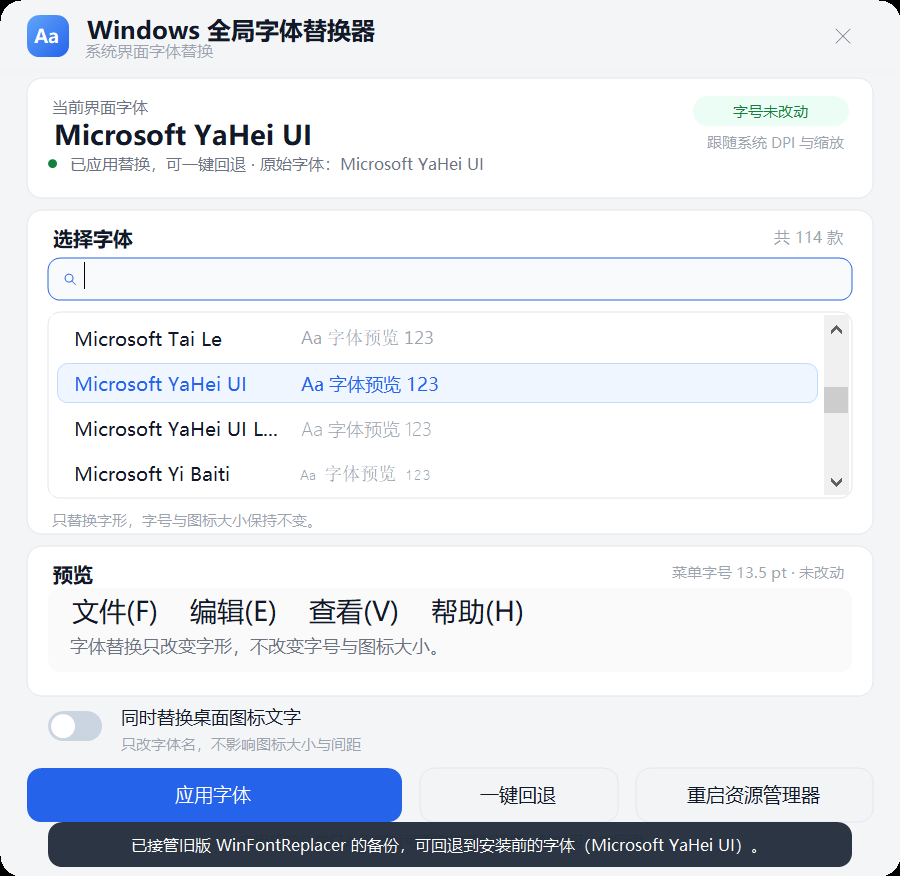 Aa
Windows 全局字体替换器
系统界面字体替换
当前界面字体
字号未改动
Microsoft YaHei UI
跟随系统 DPI 与缩放
已应用替换，可一键回退 · 原始字体：Microsoft YaHei UI
选择字体
共 114 款
Microsoft Tai Le Aa 字体预览 123
Microsoft YaHei UI Aa 字体预览 123
Microsoft YaHei UI L... Aa 字体预览 123
Microsoft Yi Baiti Aa 字体预览 123
只替换字形，字号与图标大小保持不变。
预览
菜单字号 13.5 pt · 未改动
文件(F) 编辑(E) 查看(V) 帮助(H)
字体替换只改变字形，不改变字号与图标大小。
同时替换桌面图标文字
只改字体名，不影响图标大小与间距
应用字体 一键回退 重启资源管理器
已接管旧版 WinFontReplacer 的备份，可回退到安装前的字体（Microsoft YaHei UI）。